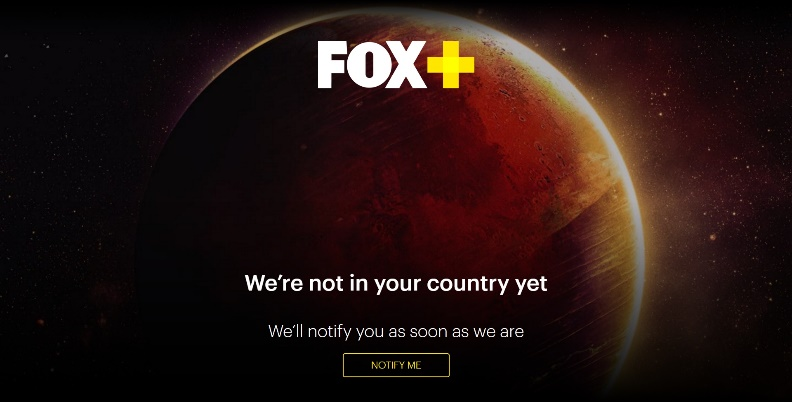 FOX+
We're not in your country yet
We'll notify you as soon as we are
NOTIFY ME